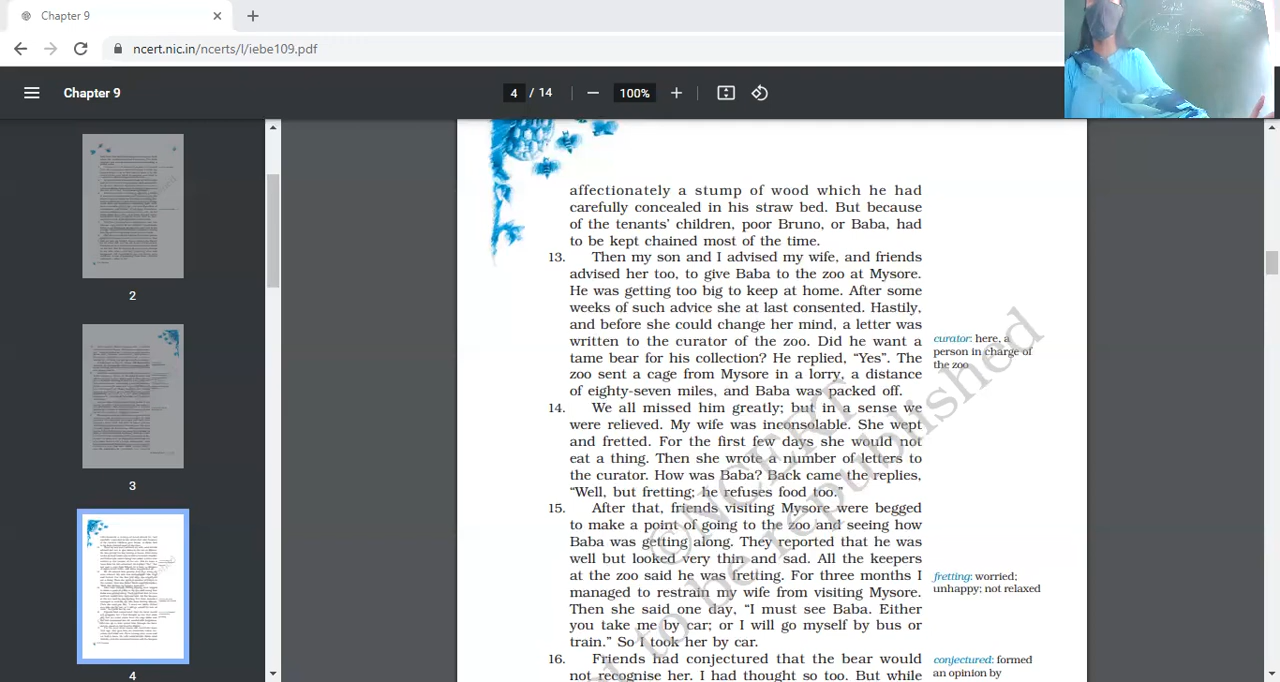 Chapter 9
ncert.nic.in/ncerts/l/iebe109.pdf
Chapter 9
4 / 14
100%
2
3
4
affectionately a stump of wood which he had
carefully concealed in his straw bed. But because
of the tenants' children, poor Bruno, or Baba, had
to be kept chained most of the time.
13. Then my son and I advised my wife, and friends
advised her too, to give Baba to the zoo at Mysore.
He was getting too big to keep at home. After some
weeks of such advice she at last consented. Hastily,
and before she could change her mind, a letter was
written to the curator of the zoo. Did he want a
tame bear for his collection? He replied, “Yes”. The
zoo sent a cage from Mysore in a lorry, a distance
of eighty-seven miles, and Baba was packed off.
curator: here, a
person in charge of
the zoo
14. We all missed him greatly; but in a sense we
were relieved. My wife was inconsolable. She wept
and fretted. For the first few days she would not
eat a thing. Then she wrote a number of letters to
the curator. How was Baba? Back came the replies,
“Well, but fretting; he refuses food too.”
15. After that, friends visiting Mysore were begged
to make a point of going to the zoo and seeing how
Baba was getting along. They reported that he was
well but looked very thin and sad. All the keepers
at the zoo said he was fretting. For three months I
managed to restrain my wife from visiting Mysore.
Then she said one day, “I must see Baba. Either
you take me by car; or I will go myself by bus or
train.” So I took her by car.
fretting: worried;
unhappy; not relaxed
16. Friends had conjectured that the bear would
not recognise her. I had thought so too. But while
conjectured: formed
an opinion by
NCERT
to be republished